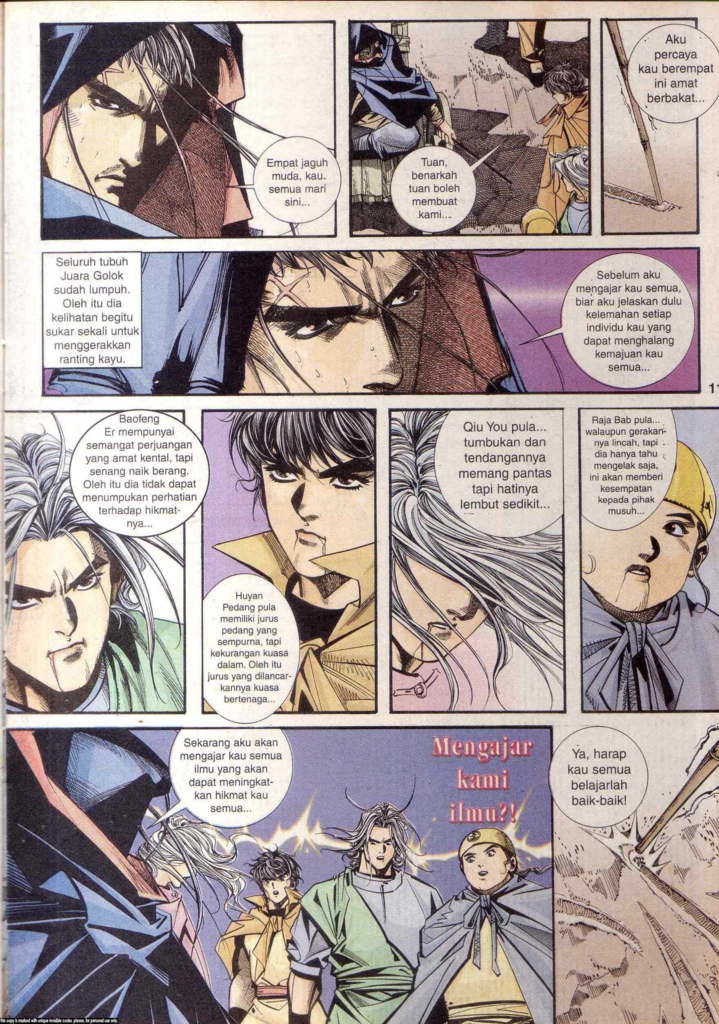 Empat jaguh
muda, kau.
semua mari
sini...
Tuan,
benarkah
tuan boleh
membuat
kami...
Aku
percaya
kau berempat
ini amat
berbakat...
Seluruh tubuh
Juara Golok
sudah lumpuh.
Oleh itu dia
kelihatan begitu
sukar sekali untuk
menggerakkan
ranting kayu.
Sebelum aku
mengajar kau semua,
biar aku jelaskan dulu
kelemahan setiap
individu kau yang
dapat menghalang
kemajuan kau
semua...
Baofeng
Er mempunyai
semangat perjuangan
yang amat kental, tapi
senang naik berang.
Oleh itu dia tidak dapat
menumpukan perhatian
terhadap hikmat-
nya...
Huyan
Pedang pula
memiliki jurus
pedang yang
sempurna, tapi
kekurangan kuasa
dalam. Oleh itu
jurus yang dilancar-
kannya kuasa
bertenaga...
Qiu You pula...
tumbukan dan
tendangannya
memang pantas
tapi hatinya
lembut sedikit...
Raja Bab pula...
walaupun gerakan-
nya lincah, tapi
dia hanya tahu
mengelak saja,
ini akan memberi
kesempatan
kepada pihak
musuh...
Sekarang aku akan
mengajar kau semua
ilmu yang akan
dapat meningkat-
kan hikmat kau
semua...
Mengajar
kami
ilmu?!
Ya, harap
kau semua
belajarlah
baik-baik!